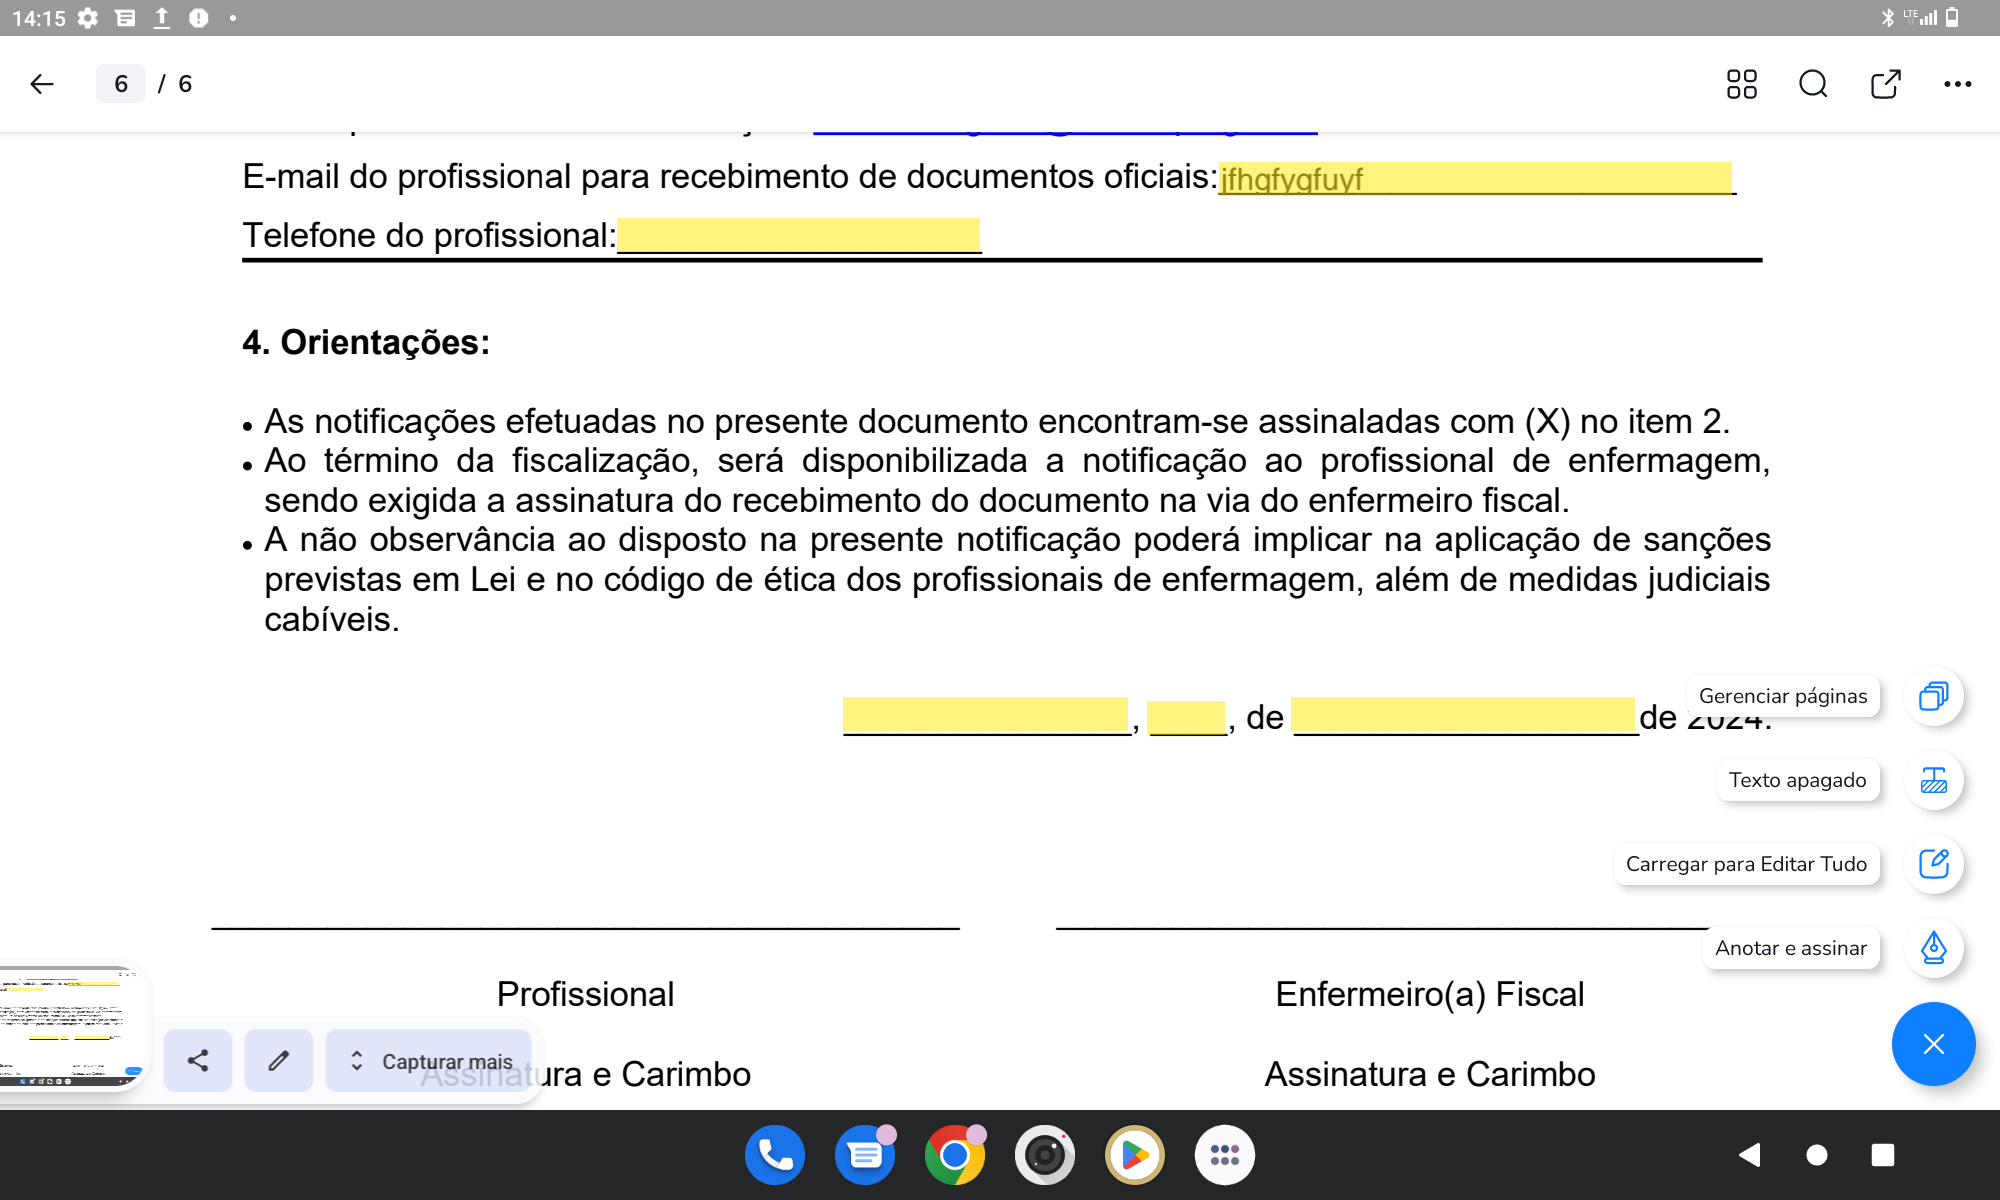 14:15
LTE
6 / 6
E-mail do profissional para recebimento de documentos oficiais:jfhgfygfuyf
Telefone do profissional:
4. Orientações:
• As notificações efetuadas no presente documento encontram-se assinaladas com (X) no item 2.
• Ao término da fiscalização, será disponibilizada a notificação ao profissional de enfermagem,
sendo exigida a assinatura do recebimento do documento na via do enfermeiro fiscal.
• A não observância ao disposto na presente notificação poderá implicar na aplicação de sanções
previstas em Lei e no código de ética dos profissionais de enfermagem, além de medidas judiciais
cabíveis.
Gerenciar páginas
, , de de 2024.
Texto apagado
Carregar para Editar Tudo
Anotar e assinar
Profissional Enfermeiro(a) Fiscal
Capturar mais
Assinatura e Carimbo Assinatura e Carimbo